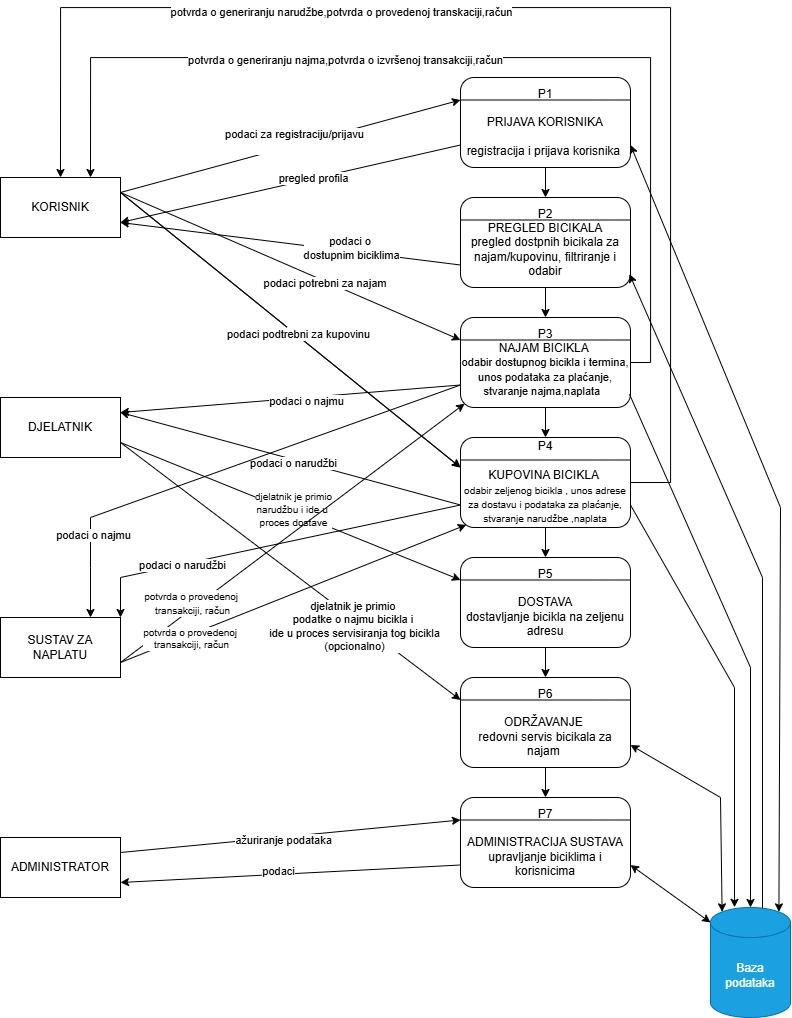 potvrda o generiranju narudžbe,potvrda o provedenoj transkaciji,račun
potvrda o generiranju najma,potvrda o izvršenoj transakciji,račun
P1
PRIJAVA KORISNIKA
registracija i prijava korisnika
podaci za registraciju/prijavu
pregled profila
KORISNIK
P2
PREGLED BICIKALA
pregled dostpnih bicikala za
najam/kupovinu, filtriranje i
odabir
podaci o
dostupnim biciklima
podaci potrebni za najam
podaci podtrebni za kupovinu
P3
NAJAM BICIKLA
odabir dostupnog bicikla i termina,
unos podataka za plaćanje,
stvaranje najma,naplata
podaci o najmu
DJELATNIK
P4
KUPOVINA BICIKLA
odabir zeljenog bicikla , unos adrese
za dostavu i podataka za plaćanje,
stvaranje narudžbe ,naplata
podaci o narudžbi
djelatnik je primio
narudžbu i ide u
proces dostave
podaci o najmu
podaci o narudžbi
P5
DOSTAVA
dostavljanje bicikla na zeljenu
adresu
potvrda o provedenoj
transakciji, račun
potvrda o provedenoj
transakciji, račun
SUSTAV ZA
NAPLATU
djelatnik je primio
podatke o najmu bicikla i
ide u proces servisiranja tog bicikla
(opcionalno)
P6
ODRŽAVANJE
redovni servis bicikala za
najam
P7
ADMINISTRACIJA SUSTAVA
upravljanje biciklima i
korisnicima
ažuriranje podataka
podaci
ADMINISTRATOR
Baza
podataka